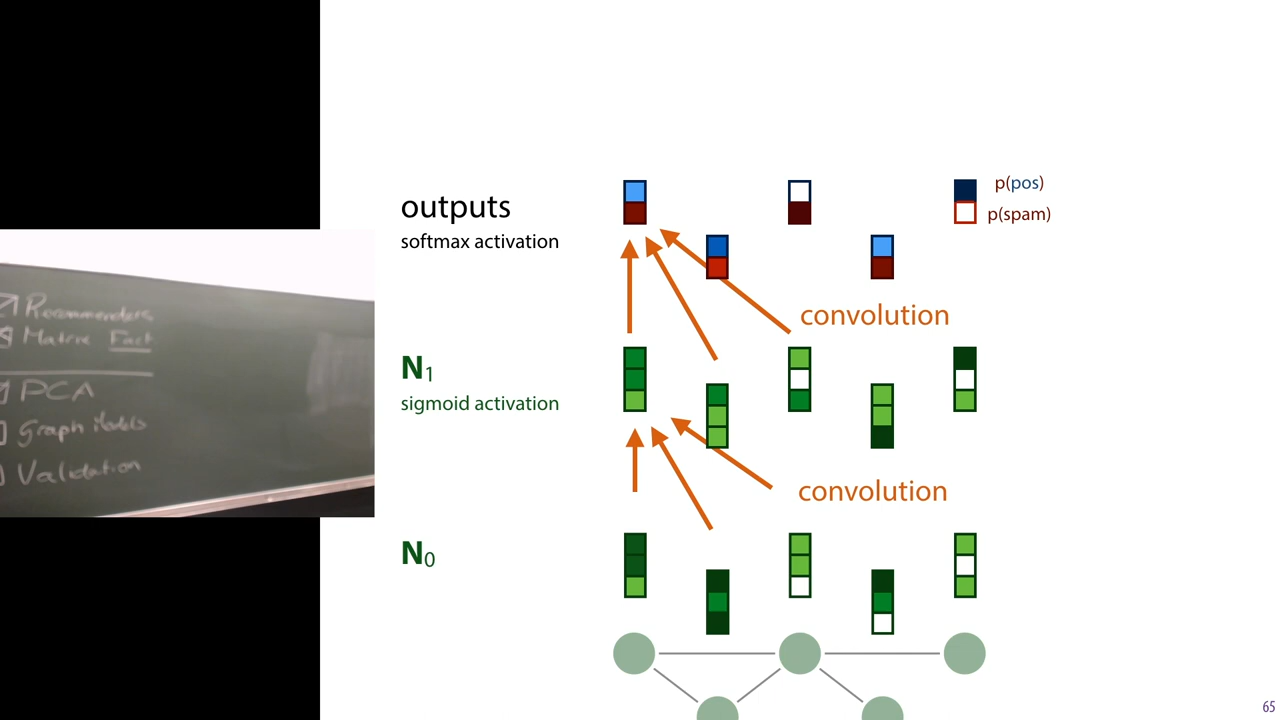 outputs
softmax activation
p(pos)
p(spam)
convolution
N1
sigmoid activation
convolution
N0
65
Recommenders
Matrix Fact
PCA
Graph Models
Validation